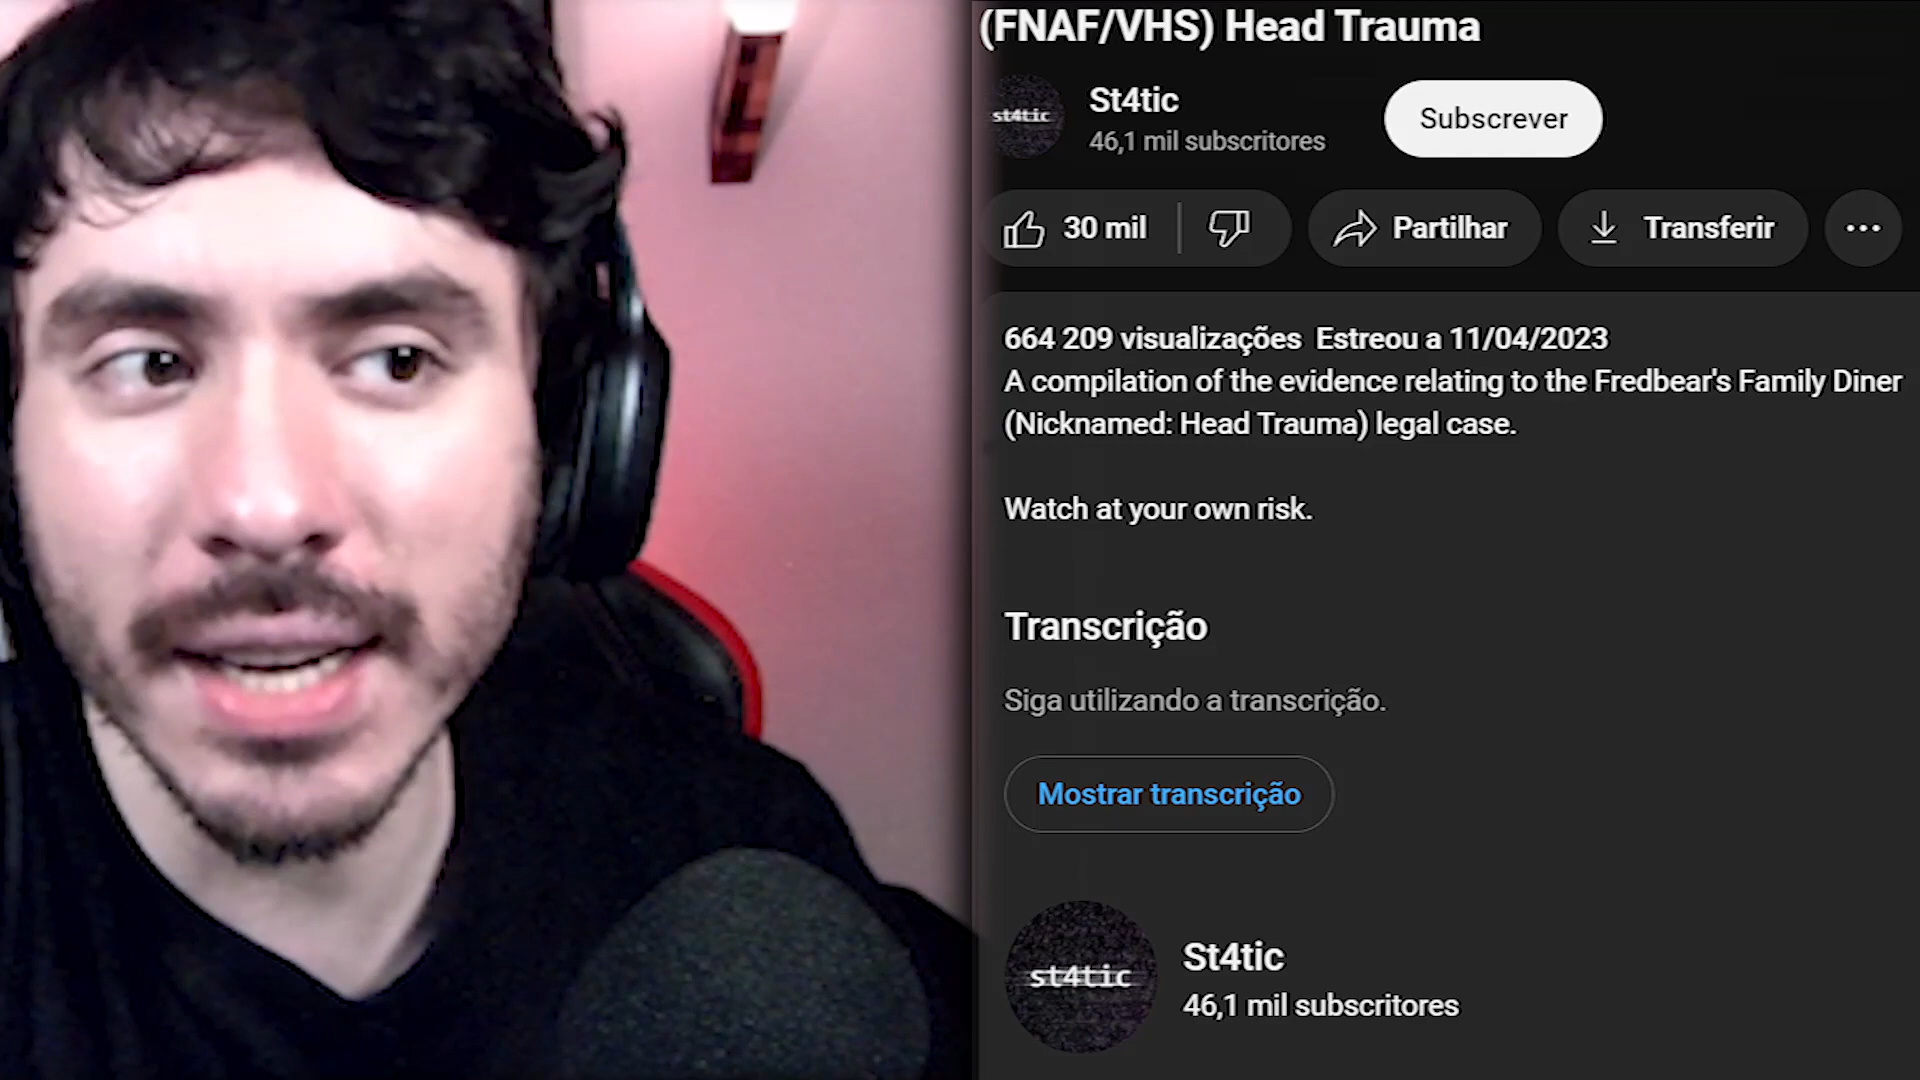 (FNAF/VHS) Head Trauma
st4tic
St4tic
46,1 mil subscritores
Subscrever
30 mil
Partilhar
Transferir
664 209 visualizações Estreou a 11/04/2023
A compilation of the evidence relating to the Fredbear's Family Diner
(Nicknamed: Head Trauma) legal case.
Watch at your own risk.
Transcrição
Siga utilizando a transcrição.
Mostrar transcrição
st4tic
St4tic
46,1 mil subscritores